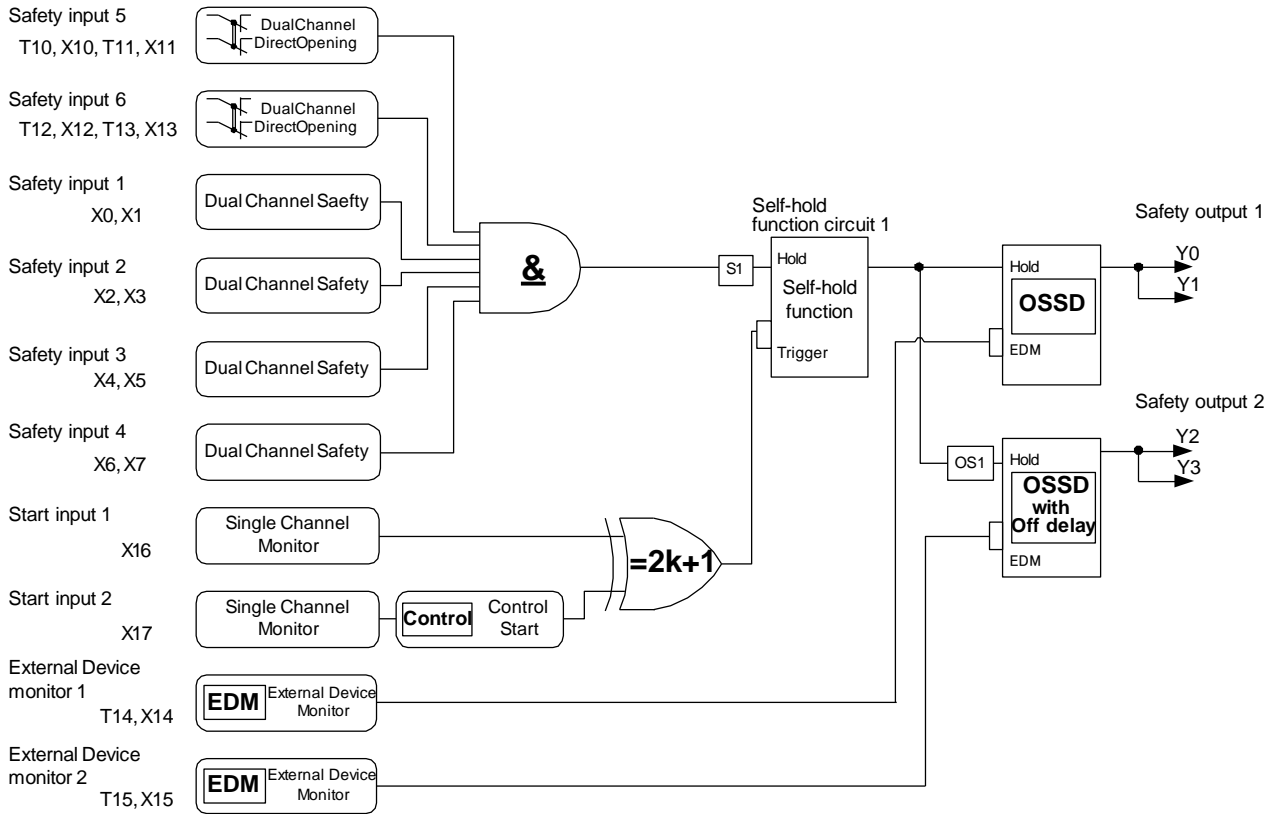 Safety input 5
T10, X10, T11, X11
DualChannel
DirectOpening
Safety input 6
T12, X12, T13, X13
DualChannel
DirectOpening
Safety input 1
X0, X1
Dual Channel Saefty
Safety input 2
X2, X3
Dual Channel Safety
Safety input 3
X4, X5
Dual Channel Safety
Safety input 4
X6, X7
Dual Channel Safety
&
Start input 1
X16
Single Channel
Monitor
Start input 2
X17
Single Channel
Monitor
Control
Control
Start
=2k+1
External Device
monitor 1
T14, X14
EDM
External Device
Monitor
External Device
monitor 2
T15, X15
EDM
External Device
Monitor
S1
Self-hold
function circuit 1
Hold
Self-hold
function
Trigger
Hold
OSSD
EDM
Safety output 1
Y0
Y1
OS1
Hold
OSSD
with
Off delay
EDM
Safety output 2
Y2
Y3